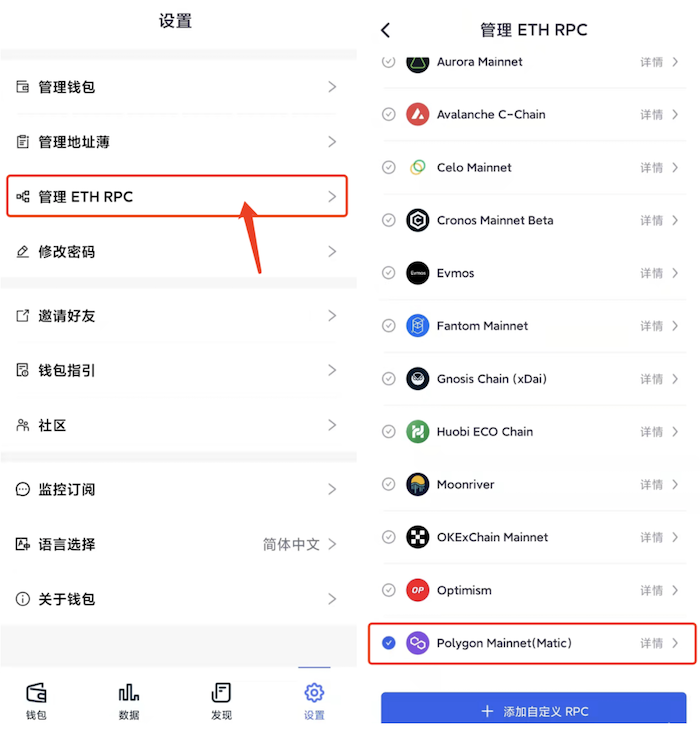 设置
管理钱包
管理地址薄
管理 ETH RPC
修改密码
邀请好友
钱包指引
社区
监控订阅
语言选择 简体中文
关于钱包
钱包 数据 发现 设置
管理 ETH RPC
Aurora Mainnet 详情
Avalanche C-Chain 详情
Celo Mainnet 详情
Cronos Mainnet Beta 详情
Evmos Evmos 详情
Fantom Mainnet 详情
Gnosis Chain (xDai) 详情
Huobi ECO Chain 详情
Moonriver 详情
OKExChain Mainnet 详情
OP Optimism 详情
Polygon Mainnet(Matic) 详情
+ 添加自定义 RPC